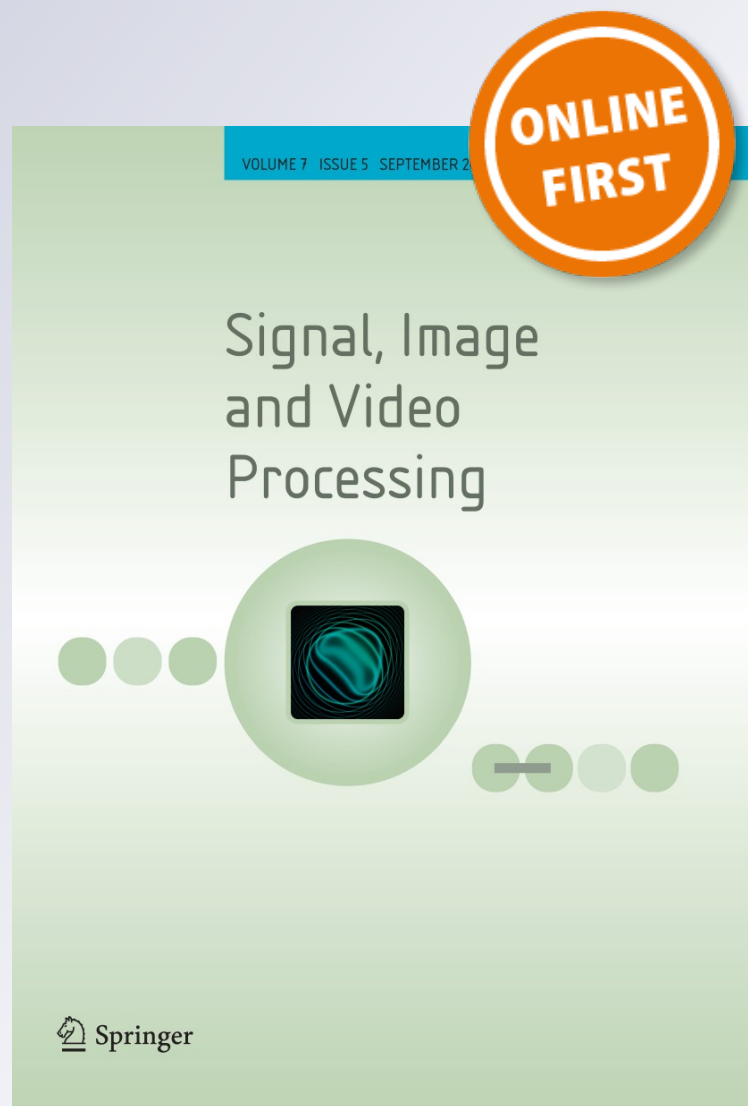 ONLINE
FIRST
VOLUME 7 ISSUE 5 SEPTEMBER
Signal, Image
and Video
Processing
Springer